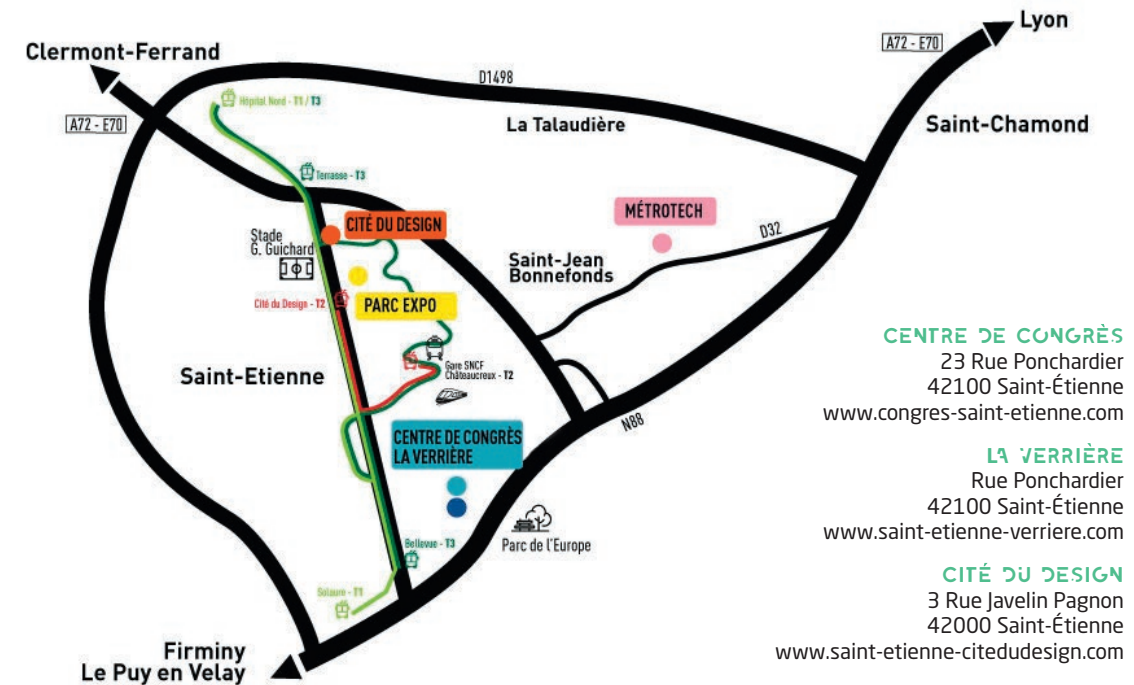 Lyon
Clermont-Ferrand
A72 - E70
D1498
Hôpital Nord - T1 / T3
A72 - E70
La Talaudière
Saint-Chamond
Terrasse - T3
MÉTROTECH
CITÉ DU DESIGN
D32
Stade
G. Guichard
Saint-Jean
Bonnefonds
Cité du Design - T2
PARC EXPO
Gare SNCF
Châteaucreux - T2
Saint-Etienne
N88
CENTRE DE CONGRÈS
LA VERRIÈRE
Parc de l'Europe
Bellevue - T3
Solaure - T1
Firminy
Le Puy en Velay
CENTRE DE CONGRÈS
23 Rue Ponchardier
42100 Saint-Étienne
www.congres-saint-etienne.com
LA VERRIÈRE
Rue Ponchardier
42100 Saint-Étienne
www.saint-etienne-verriere.com
CITÉ DU DESIGN
3 Rue Javelin Pagnon
42000 Saint-Étienne
www.saint-etienne-citedudesign.com